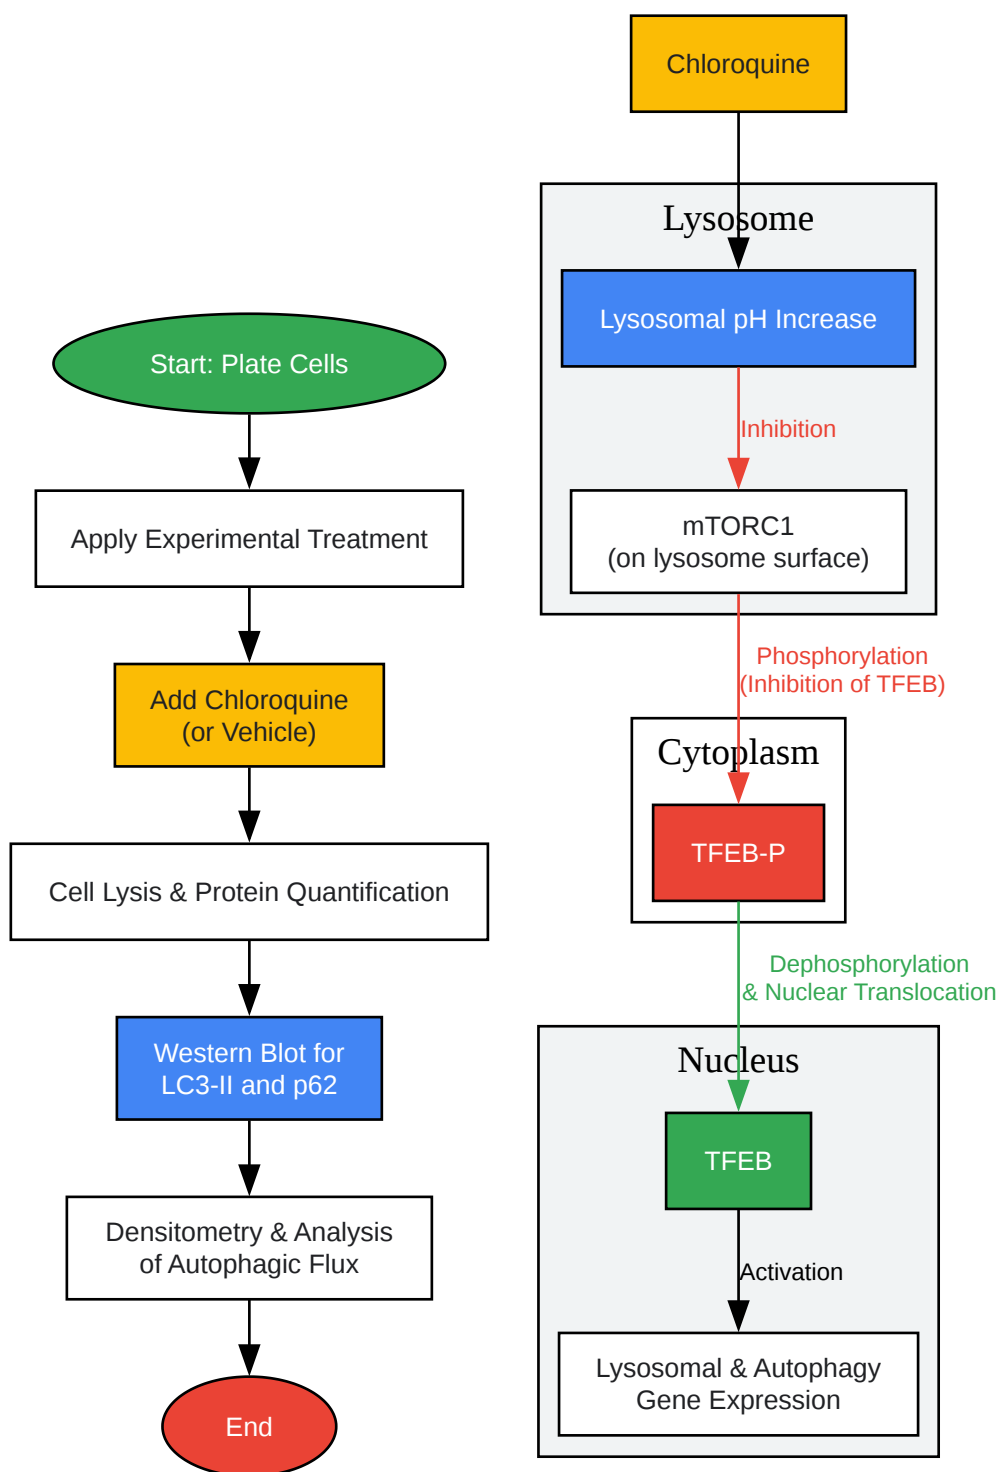 Start: Plate Cells
Apply Experimental Treatment
Add Chloroquine
(or Vehicle)
Cell Lysis & Protein Quantification
Western Blot for
LC3-II and p62
Densitometry & Analysis
of Autophagic Flux
End
Chloroquine
Lysosome
Lysosomal pH Increase
Inhibition
mTORC1
(on lysosome surface)
Phosphorylation
(Inhibition of TFEB)
Cytoplasm
TFEB-P
Dephosphorylation
& Nuclear Translocation
Nucleus
TFEB
Activation
Lysosomal & Autophagy
Gene Expression